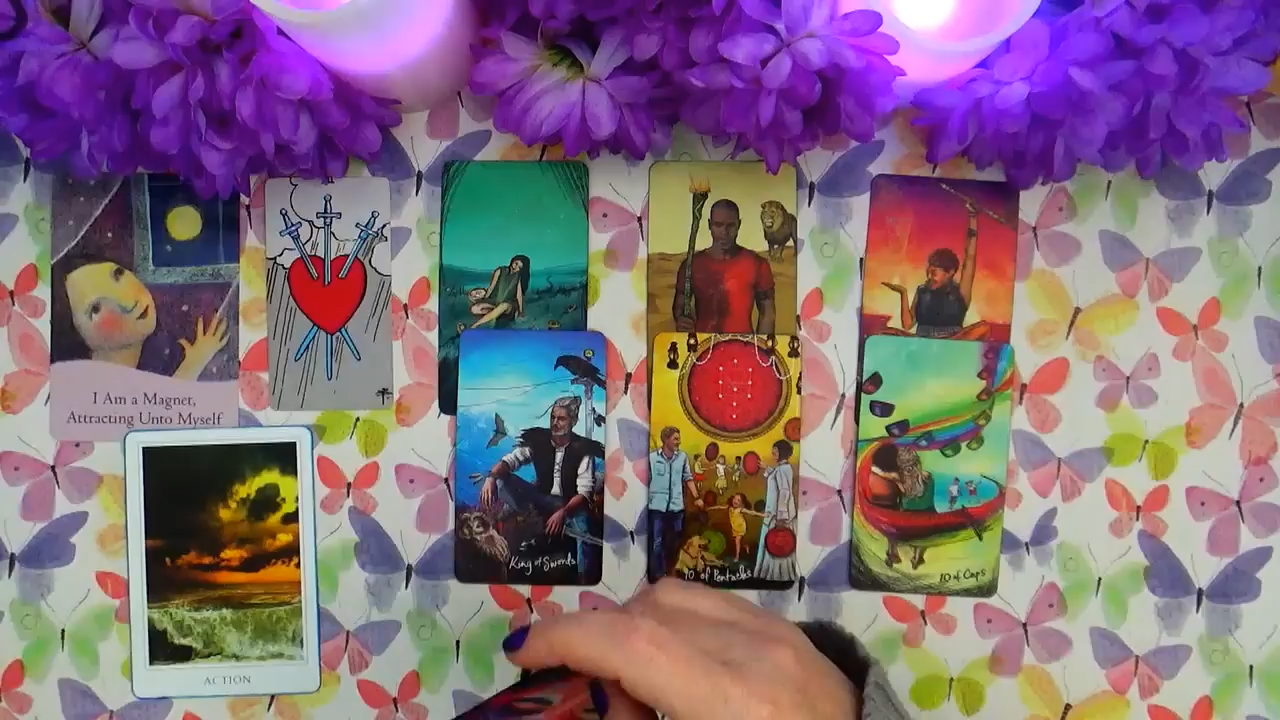 I Am a Magnet,
Attracting Unto Myself
King of Swords
10 of Pentacles
10 of Cups
ACTION